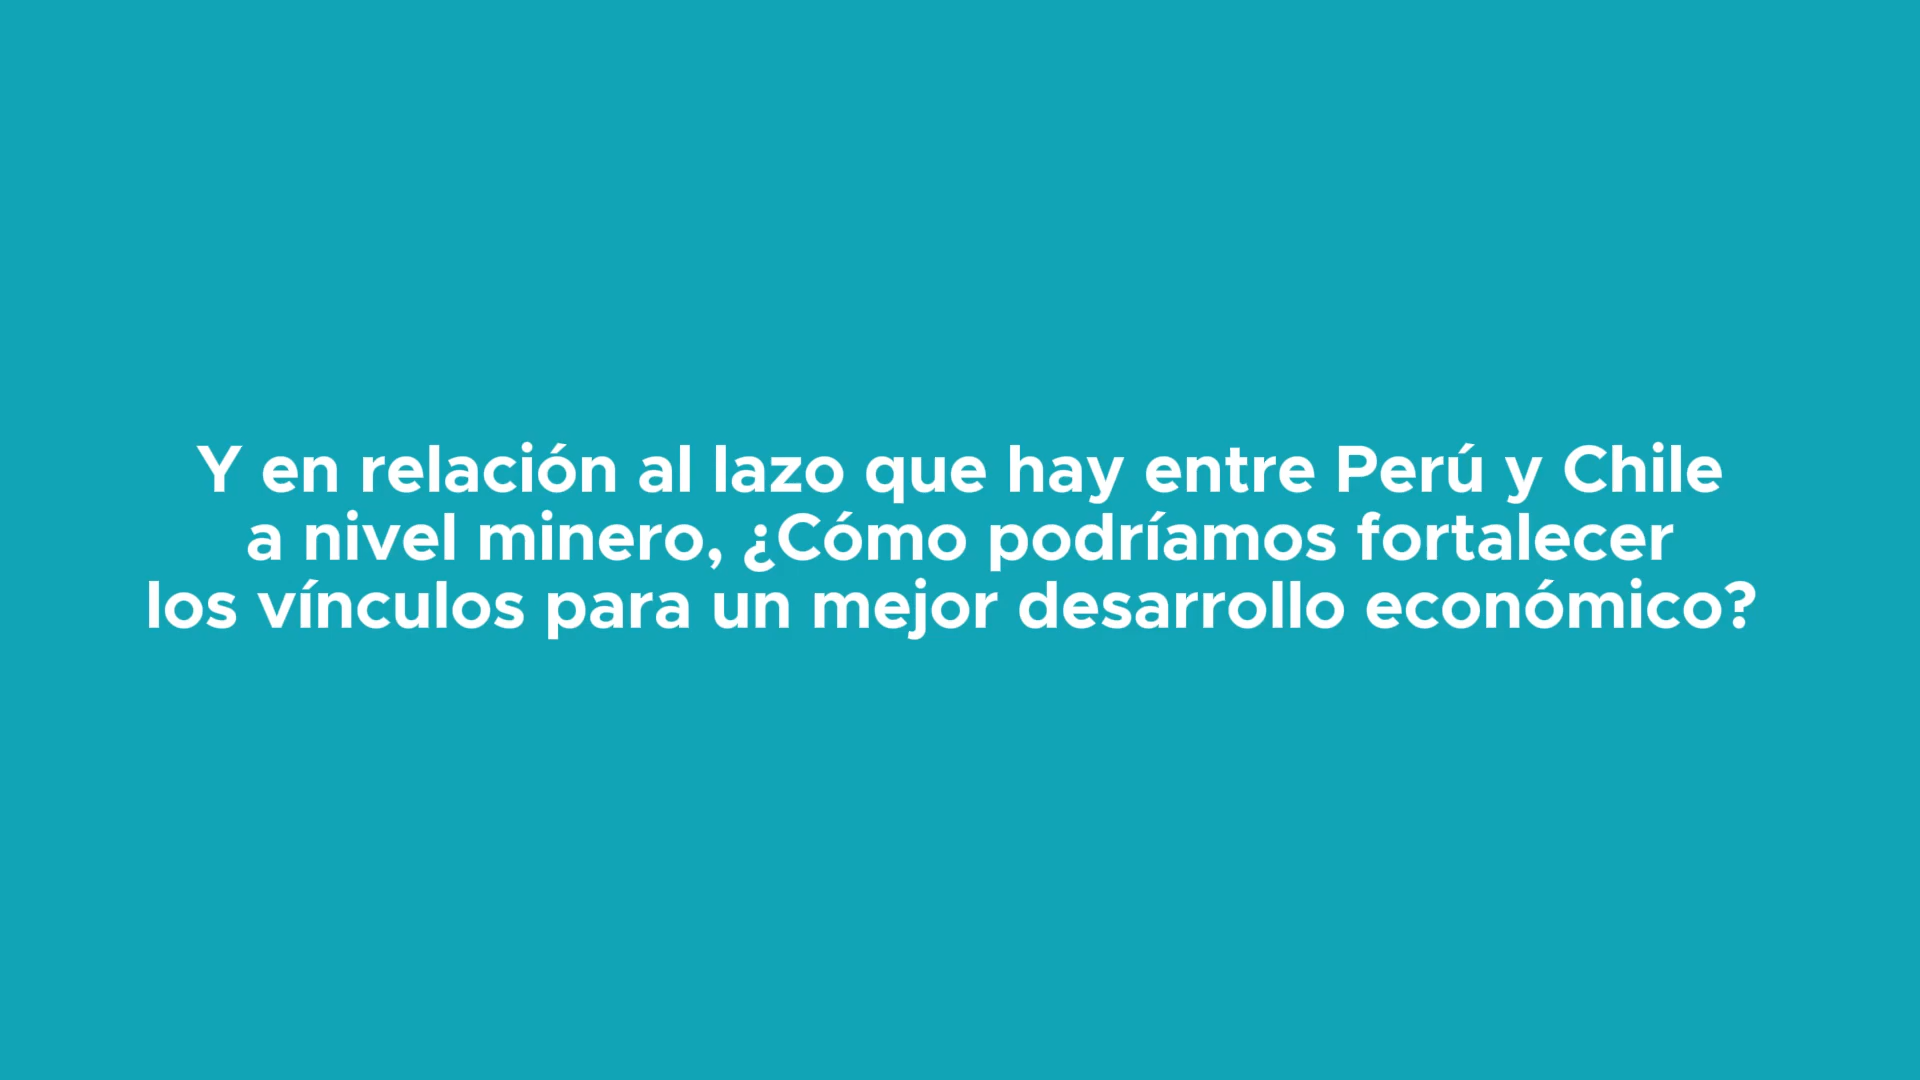 Y en relación al lazo que hay entre Perú y Chile
a nivel minero, ¿Cómo podríamos fortalecer
los vínculos para un mejor desarrollo económico?